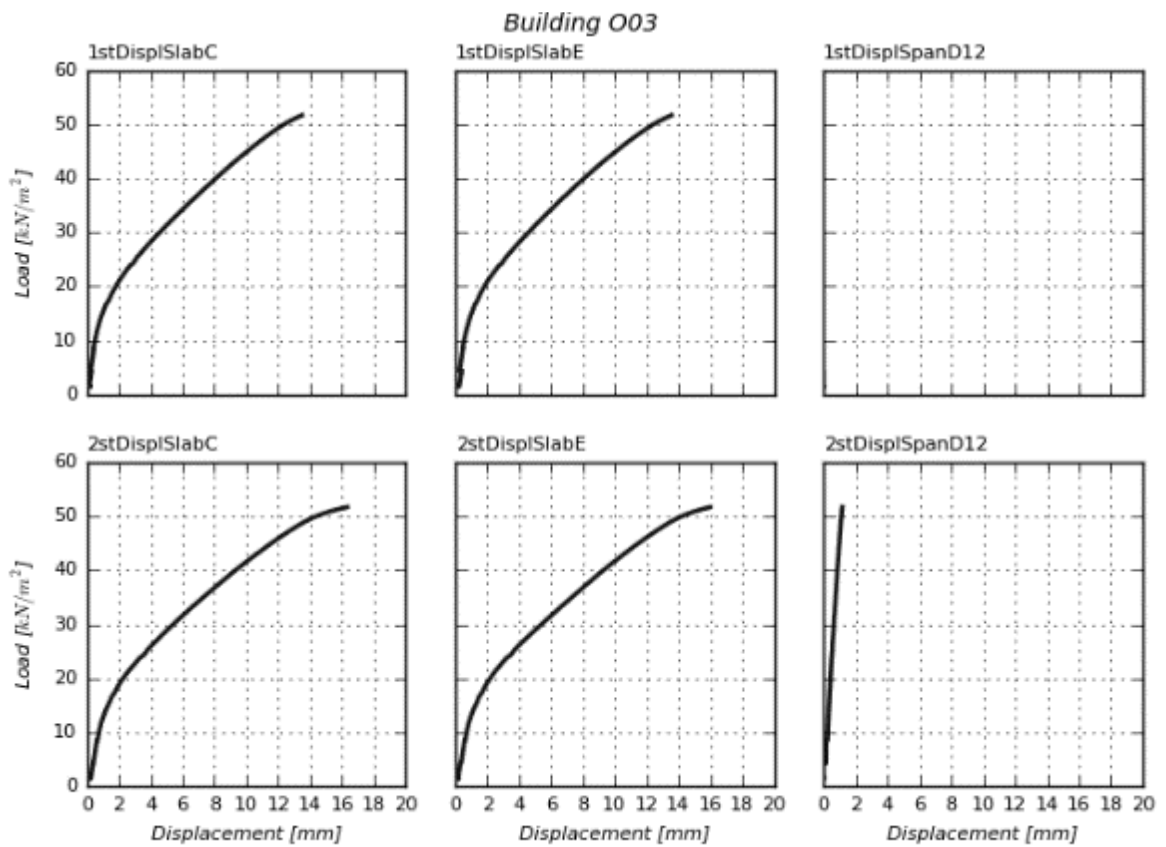 Building O03
1stDisplSlabC
1stDisplSlabE
1stDisplSpanD12
60
50
40
30
20
10
0
Load [kN/m²]
2stDisplSlabC
2stDisplSlabE
2stDisplSpanD12
60
50
40
30
20
10
0
Load [kN/m²]
0 2 4 6 8 10 12 14 16 18 20
0 2 4 6 8 10 12 14 16 18 20
0 2 4 6 8 10 12 14 16 18 20
Displacement [mm]
Displacement [mm]
Displacement [mm]